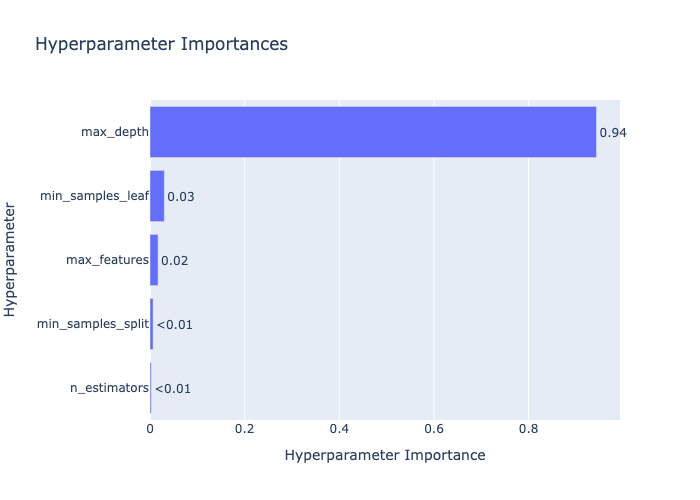 Hyperparameter Importances
Hyperparameter
max_depth 0.94
min_samples_leaf 0.03
max_features 0.02
min_samples_split <0.01
n_estimators <0.01
0 0.2 0.4 0.6 0.8
Hyperparameter Importance